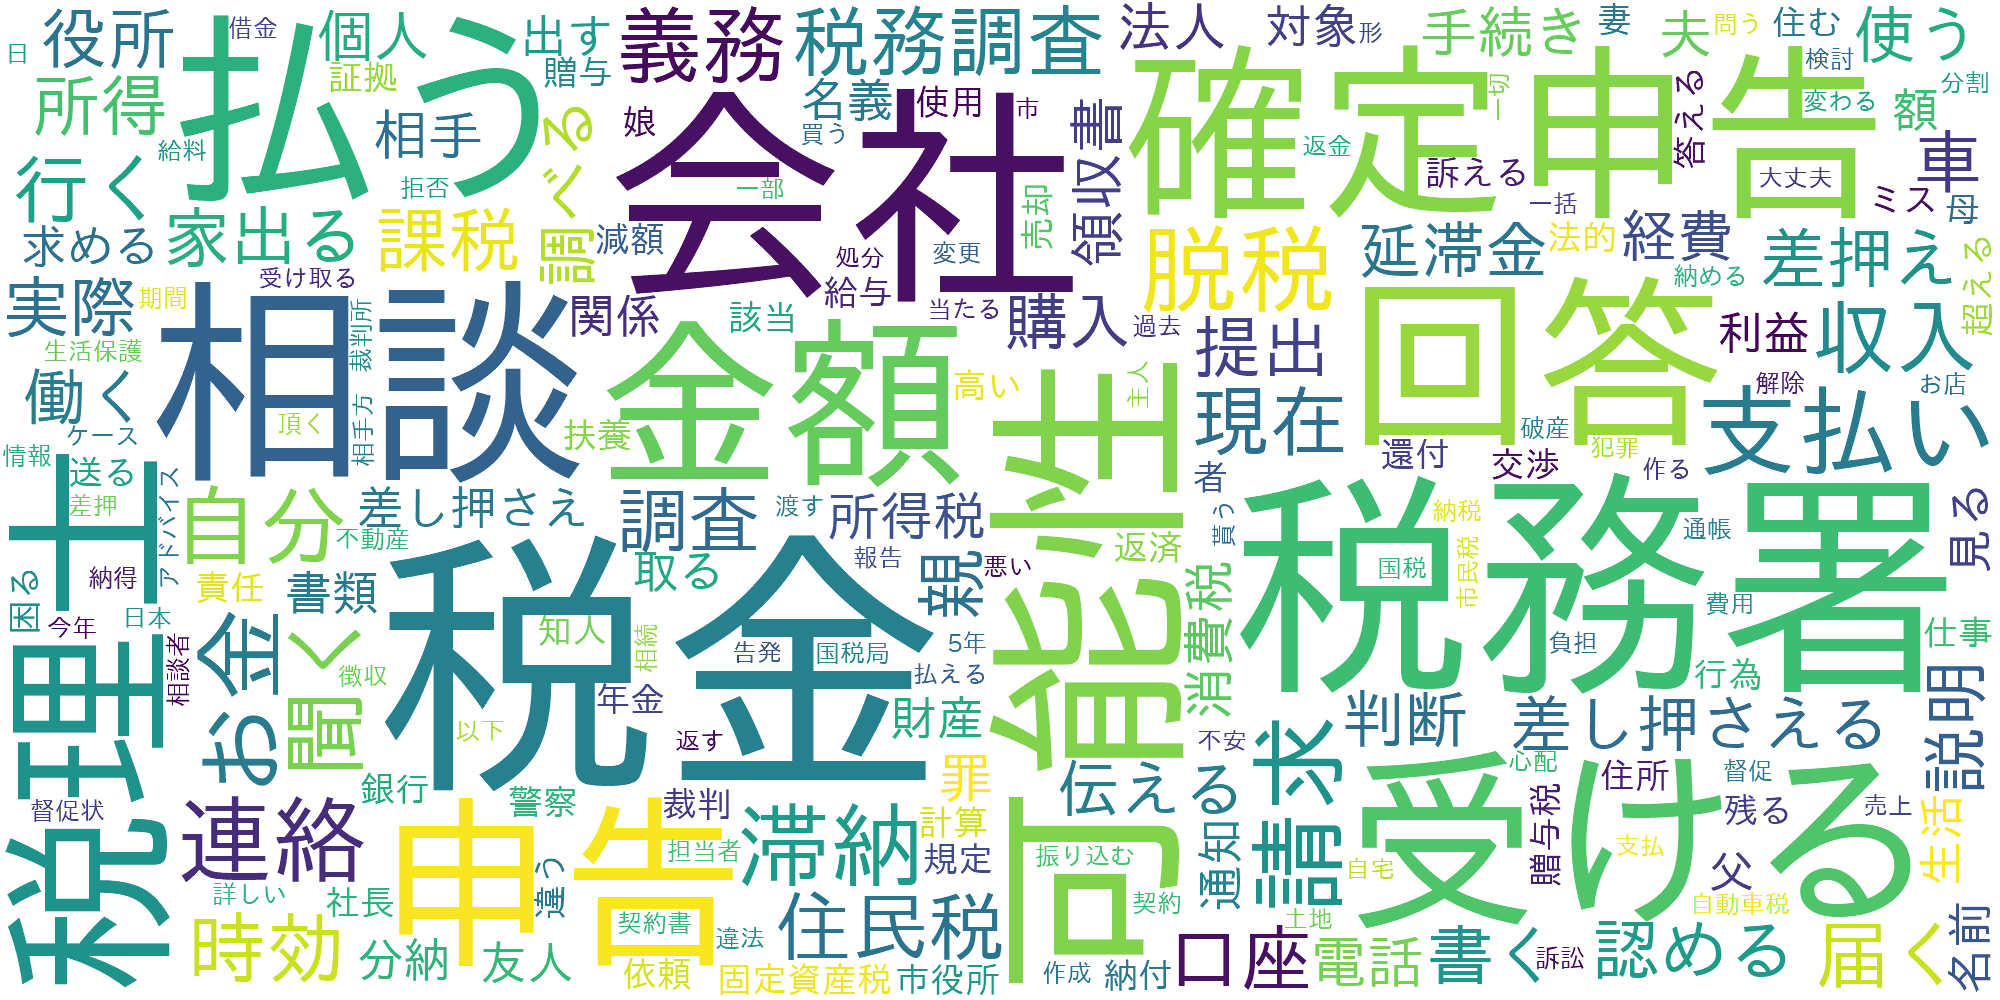 日
役所
借金
払う
個人
証拠
出す
贈与
義務
税務調査
法人
対象
形
手続き
妻
夫
問う
住む
使う
検討
分割
所得
相手
調べる
名義
使用
市
領収書
確定申告
一切
答える
変わる
額
行く
給料
拒否
娘
買う
会社
一部
返金
訴える
大丈夫
車
ミス
母
求める
家出る
課税
減額
処分
変更
売却
脱税
延滞金
一括
法的
経費
差押え
納める
超える
受け取る
実際
期間
裁判所
関係
給与
該当
当たる
購入
過去
提出
回答
利益
収入
生活保護
相談
金額
高い
主人
現在
解除
お店
支払い
働く
頂く
相手方
扶養
可能性
還付
破産
犯罪
交渉
作る
者
ケース
情報
送る
差押
アドバイス
税理士
自分
差し押さえ
不動産
調査
渡す
所得税
返済
貰う
税務署
納税
通帳
見る
困る
納得
責任
書類
税金
取る
報告
親
悪い
消費税
国税
市民税
費用
今年
日本
相談者
お金
聞く
知人
相続
告発
国税局
5年
払える
負担
行為
仕事
徴収
年金
以下
返す
財産
請求
判断
差し押さえる
説明
不安
督促状
連絡
銀行
警察
申告
裁判
罪
計算
伝える
心配
住所
督促
受ける
担当者
滞納
規定
振り込む
通知
贈与税
残る
売上
生活
自宅
支払
父
詳しい
社長
違う
契約書
違法
住民税
契約
土地
自動車税
名前
時効
分納
友人
依頼
固定資産税
市役所
作成
納付
口座
電話
書く
訴訟
認める
届く